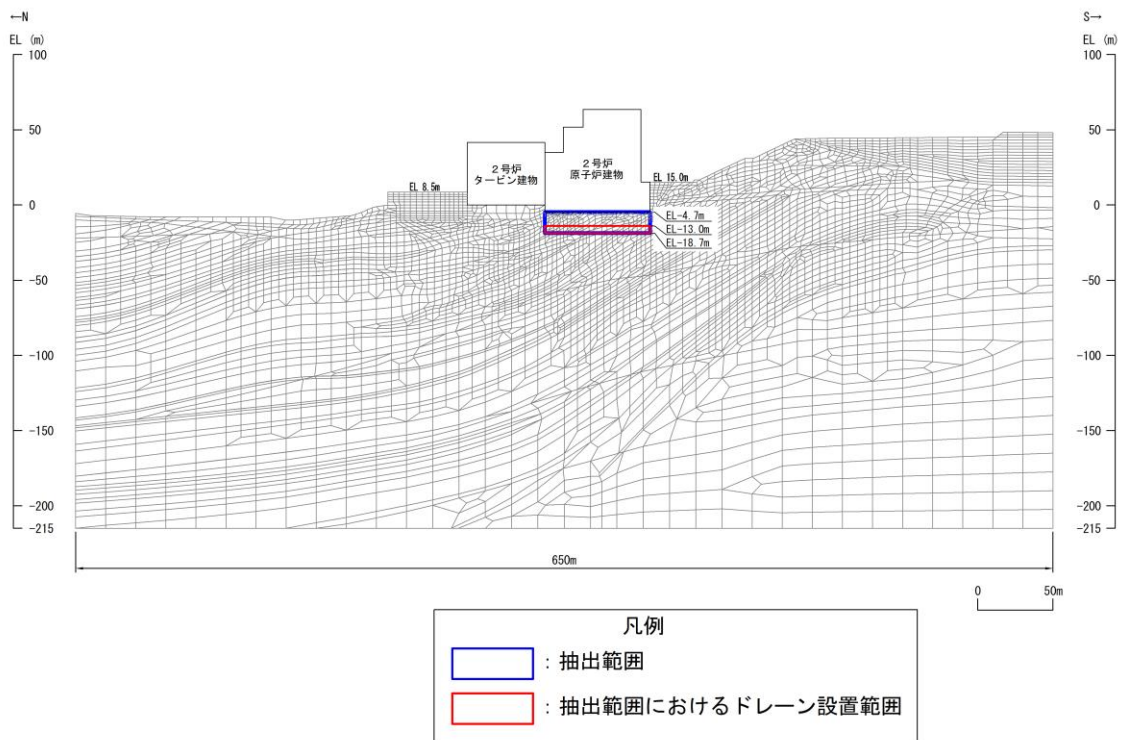 ←N
S→
EL (m)
EL (m)
100
100
50
50
2号炉
タービン建物
2号炉
原子炉建物
EL 8.5m
EL 15.0m
0
0
EL-4.7m
EL-13.0m
EL-18.7m
-50
-50
-100
-100
-150
-150
-200
-200
-215
-215
650m
0
50m
凡例
:抽出範囲
:抽出範囲におけるドレーン設置範囲